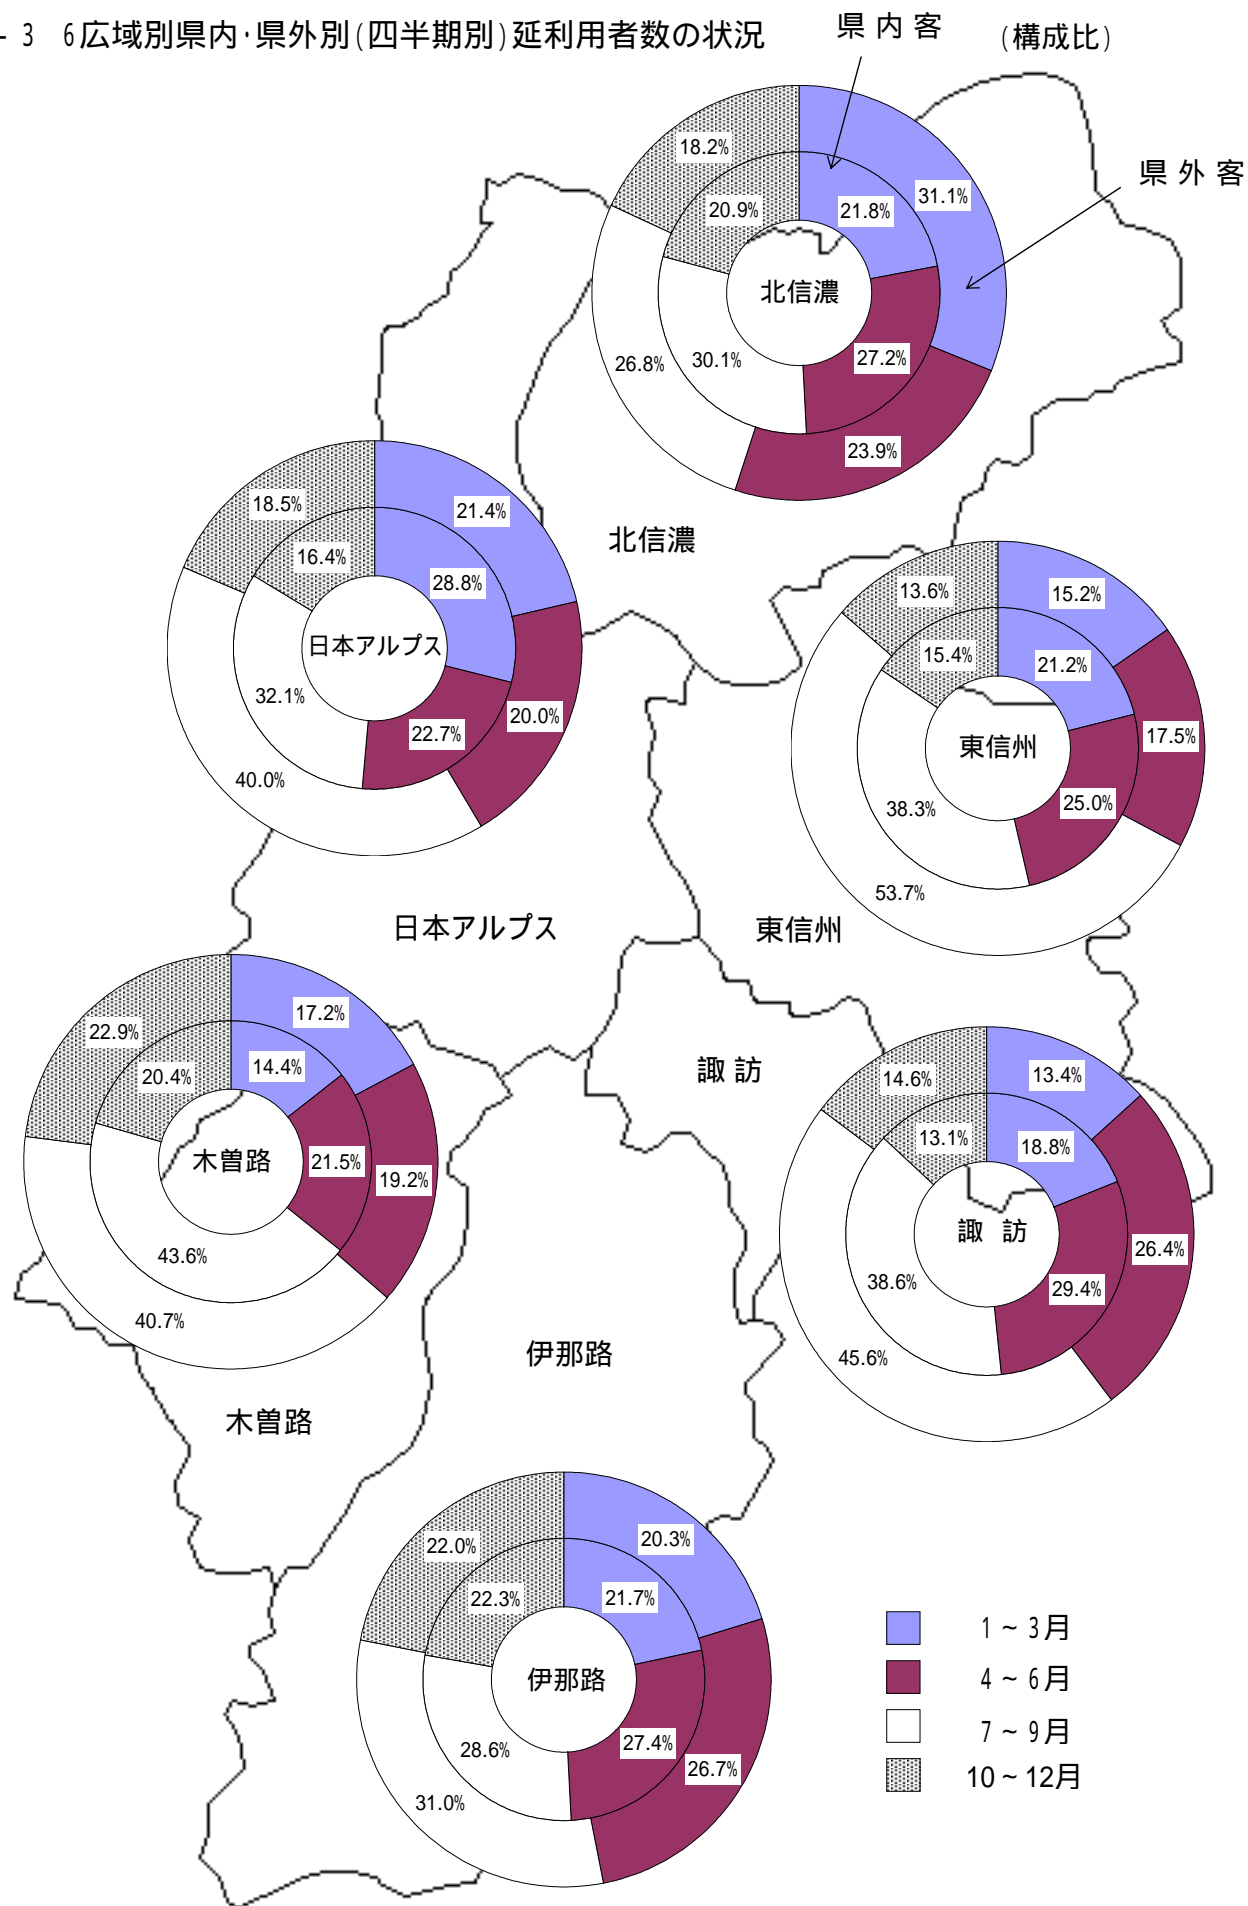 - 3 6広域別県内・県外別(四半期別)延利用者数の状況
県内客
(構成比)
県外客
18.2%
31.1%
20.9%
21.8%
北信濃
26.8%
30.1%
27.2%
23.9%
北信濃
18.5%
21.4%
16.4%
28.8%
日本アルプス
32.1%
22.7%
20.0%
40.0%
13.6%
15.2%
15.4%
21.2%
東信州
17.5%
38.3%
25.0%
53.7%
日本アルプス
東信州
22.9%
17.2%
20.4%
14.4%
木曽路
21.5%
19.2%
43.6%
40.7%
諏訪
14.6%
13.4%
13.1%
18.8%
諏訪
26.4%
38.6%
29.4%
45.6%
伊那路
木曽路
22.0%
20.3%
22.3%
21.7%
伊那路
28.6%
27.4%
26.7%
31.0%
1~3月
4~6月
7~9月
10~12月